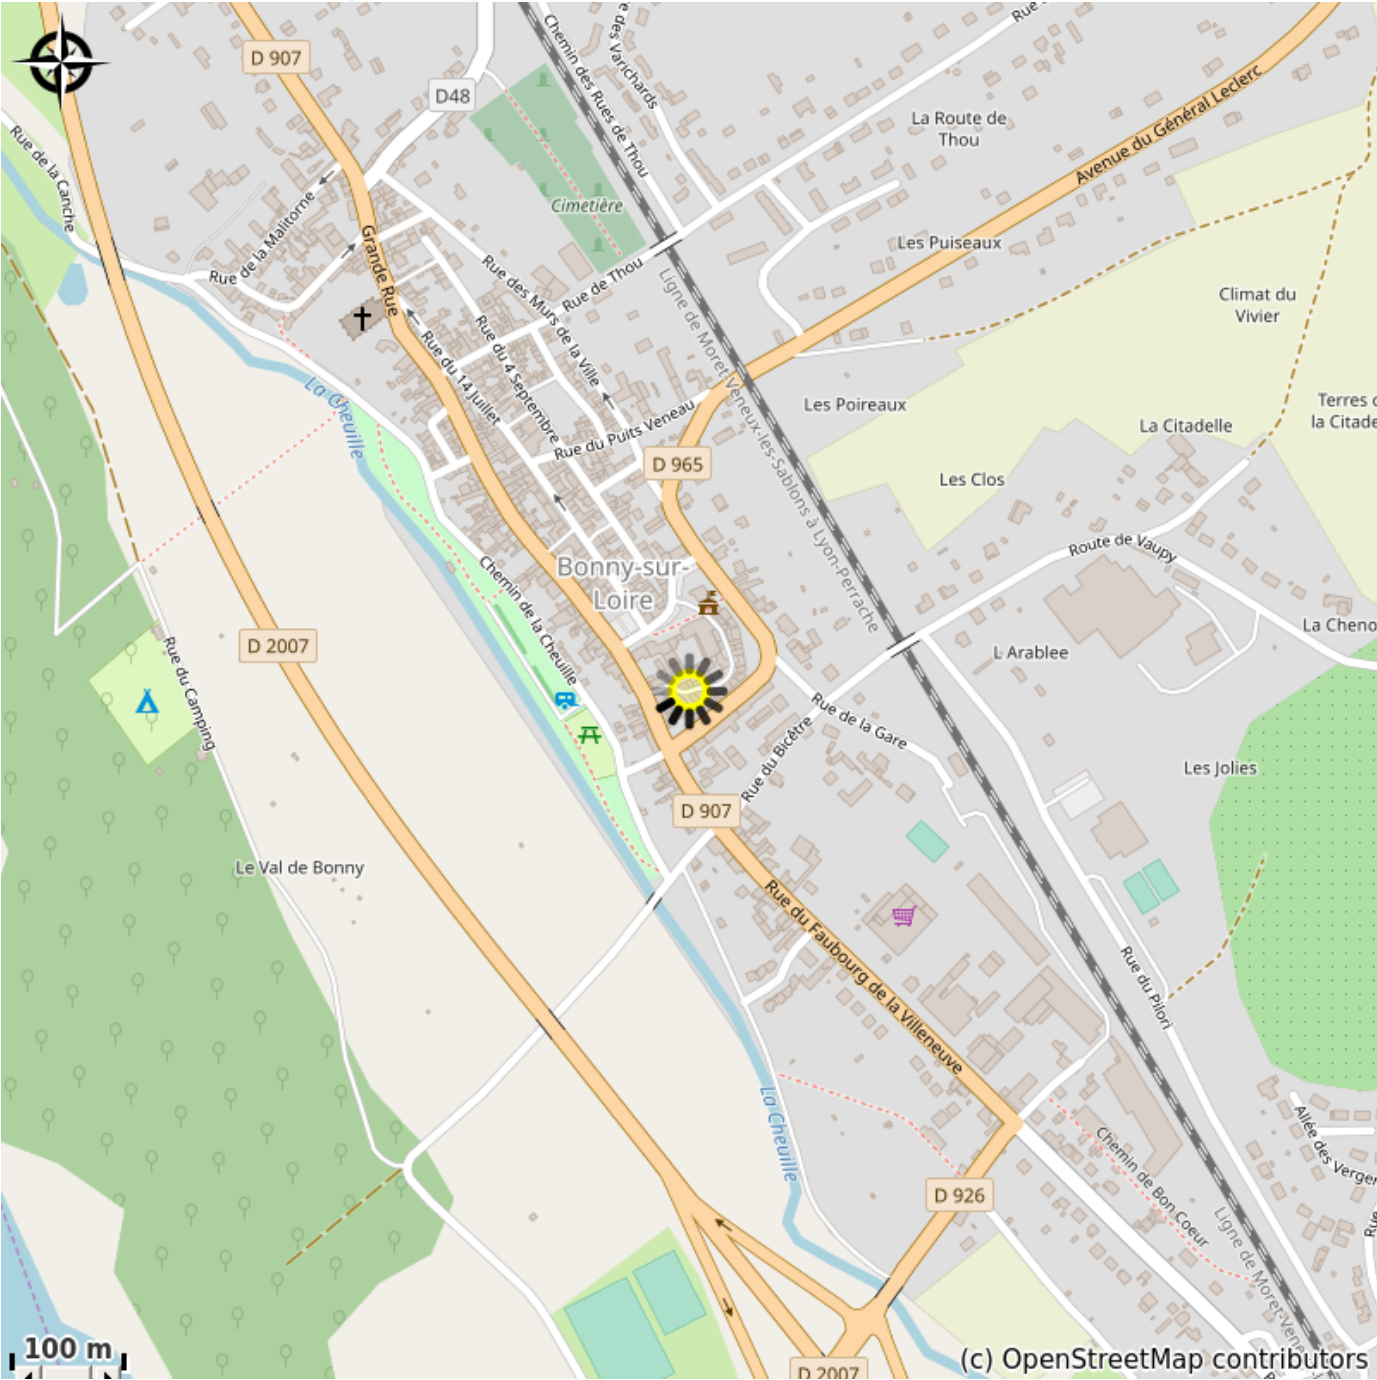 D 907
D48
Chemin des Rues de Thou
e des Varichards
Rue
Avenue du Général Leclerc
La Route de
Thou
Rue de la Canche
Cimetière
Rue de la Malitorne
Grande Rue
Rue des Murs de la Ville
Rue de Thou
Les Puiseaux
Climat du
Vivier
Ligne de Moret-Veneux-les-Sablons à Lyon-Perrache
Rue du 14 Juillet
Rue du 4 Septembre
La Cheuille
Rue du Puits Veneau
Les Poireaux
Terres d
la Citade
La Citadelle
D 965
Les Clos
Route de Vaupy
Bonny-sur-
Loire
Chemin de la Cheuille
La Cheno
D 2007
Rue du Camping
L Arablee
Rue de la Gare
Rue du Bicêtre
Les Jolies
D 907
Le Val de Bonny
Rue du Faubourg de la Villeneuve
Rue du Pilori
La Cheuille
Allée des Verger
Chemin de Bon Coeur
D 926
Rue
Ligne de Moret-Vene
100 m
D 2007
(c) OpenStreetMap contributors